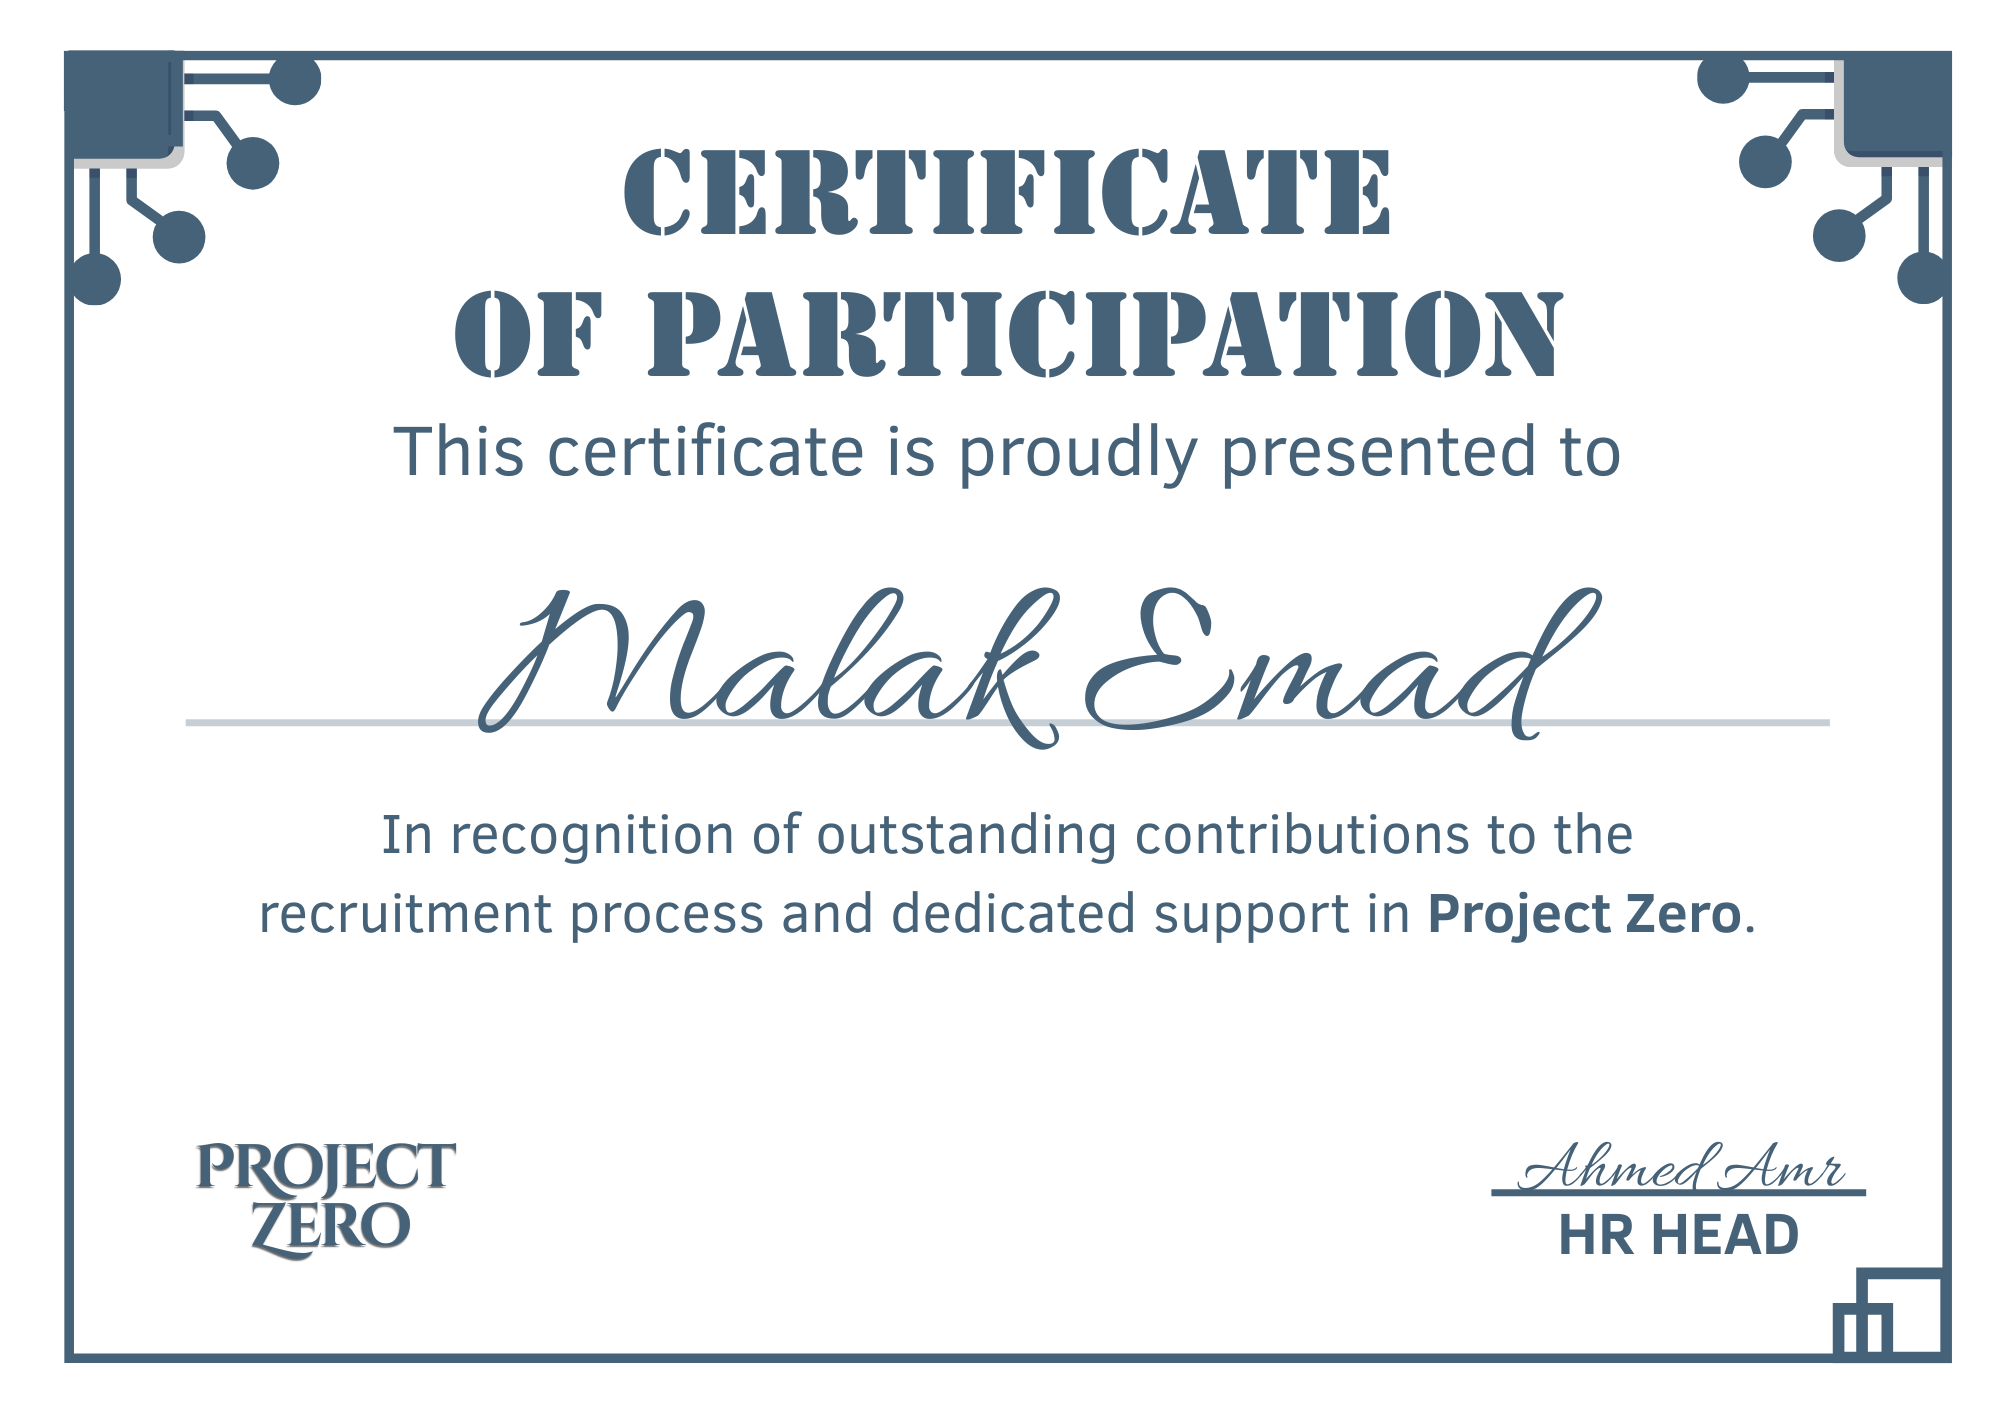 CERTIFICATE
OF PARTICIPATION
This certificate is proudly presented to
Malak Emad
In recognition of outstanding contributions to the
recruitment process and dedicated support in Project Zero.
PROJECT
ZERO
Ahmed Amr
HR HEAD